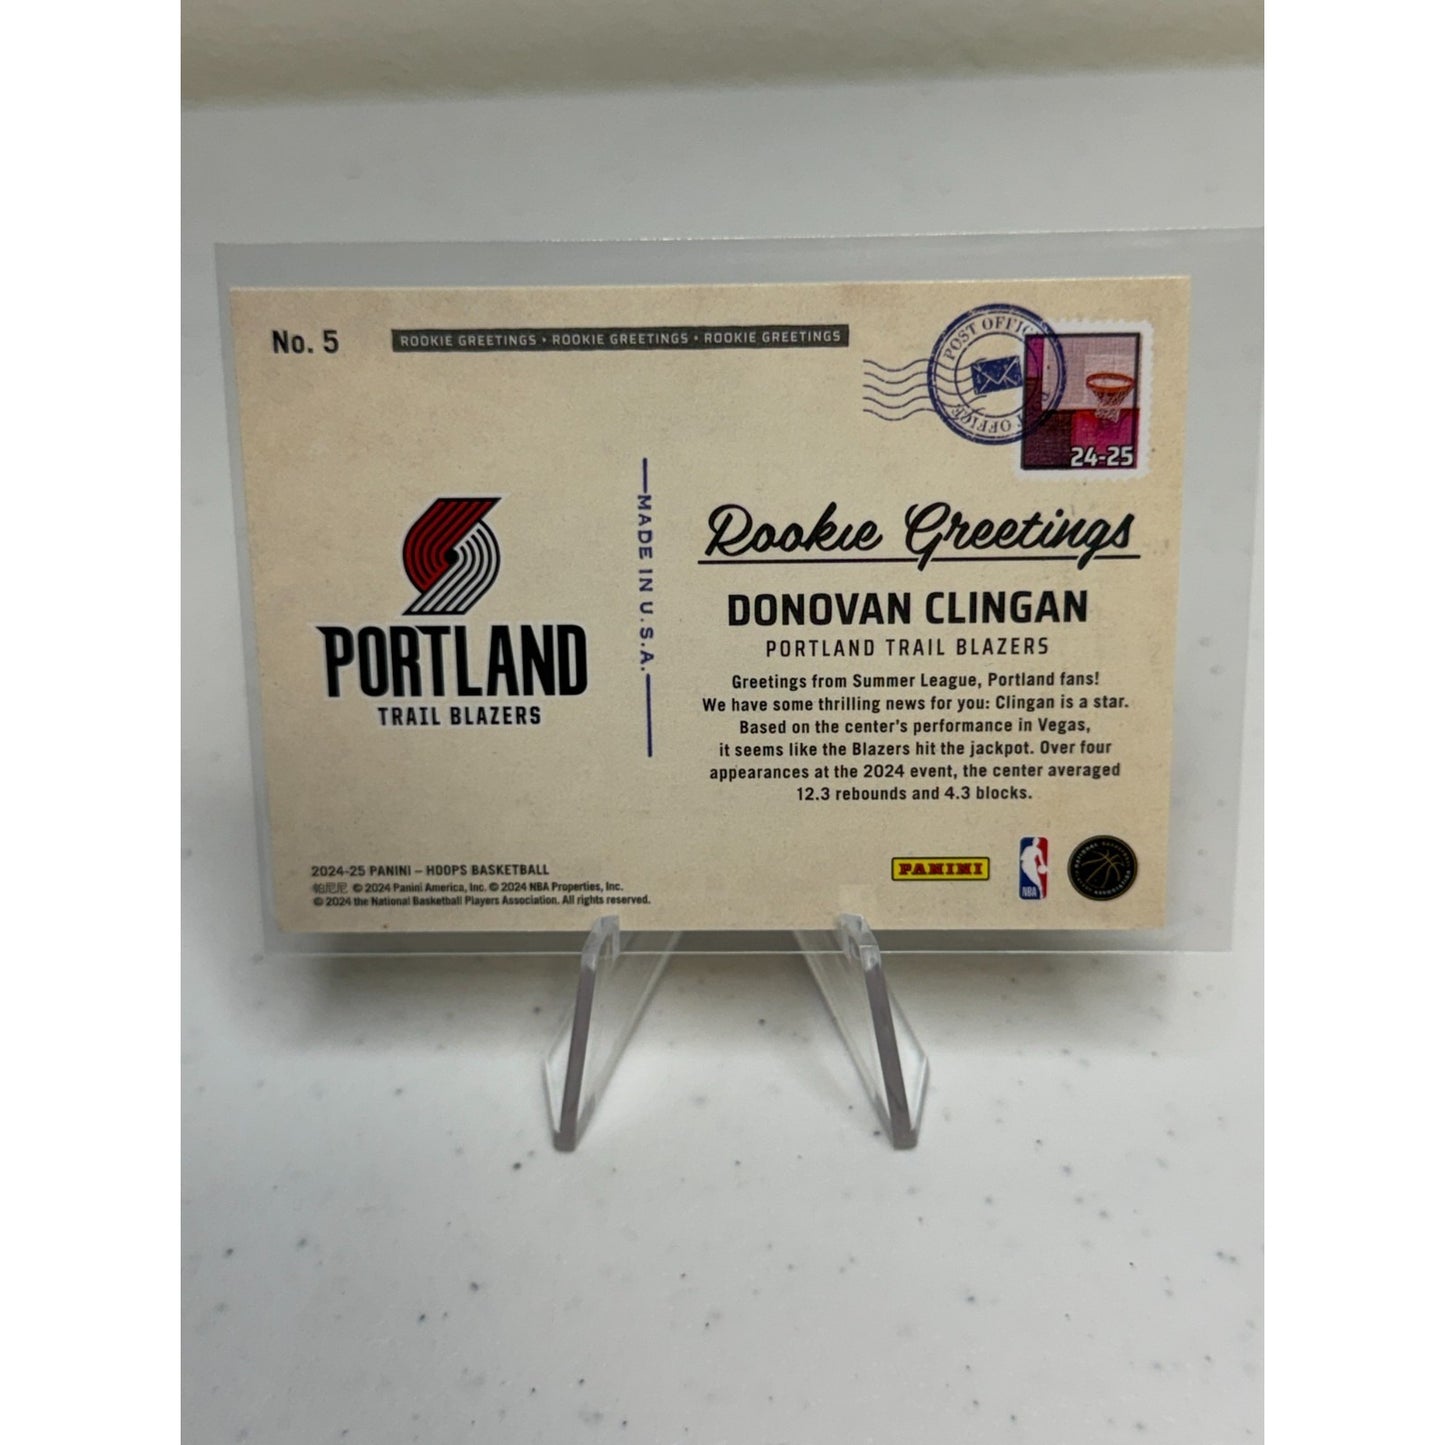 No. 5
ROOKIE GREETINGS • ROOKIE GREETINGS • ROOKIE GREETINGS
POST OFFICE
POST OFFICE
24-25
PORTLAND
TRAIL BLAZERS
MADE IN U.S.A.
Rookie Greetings
DONOVAN CLINGAN
PORTLAND TRAIL BLAZERS
Greetings from Summer League, Portland fans!
We have some thrilling news for you: Clingan is a star.
Based on the center's performance in Vegas,
it seems like the Blazers hit the jackpot. Over four
appearances at the 2024 event, the center averaged
12.3 rebounds and 4.3 blocks.
2024-25 PANINI – HOOPS BASKETBALL
帕尼尼 © 2024 Panini America, Inc. © 2024 NBA Properties, Inc.
© 2024 the National Basketball Players Association. All rights reserved.
PANINI
NBA